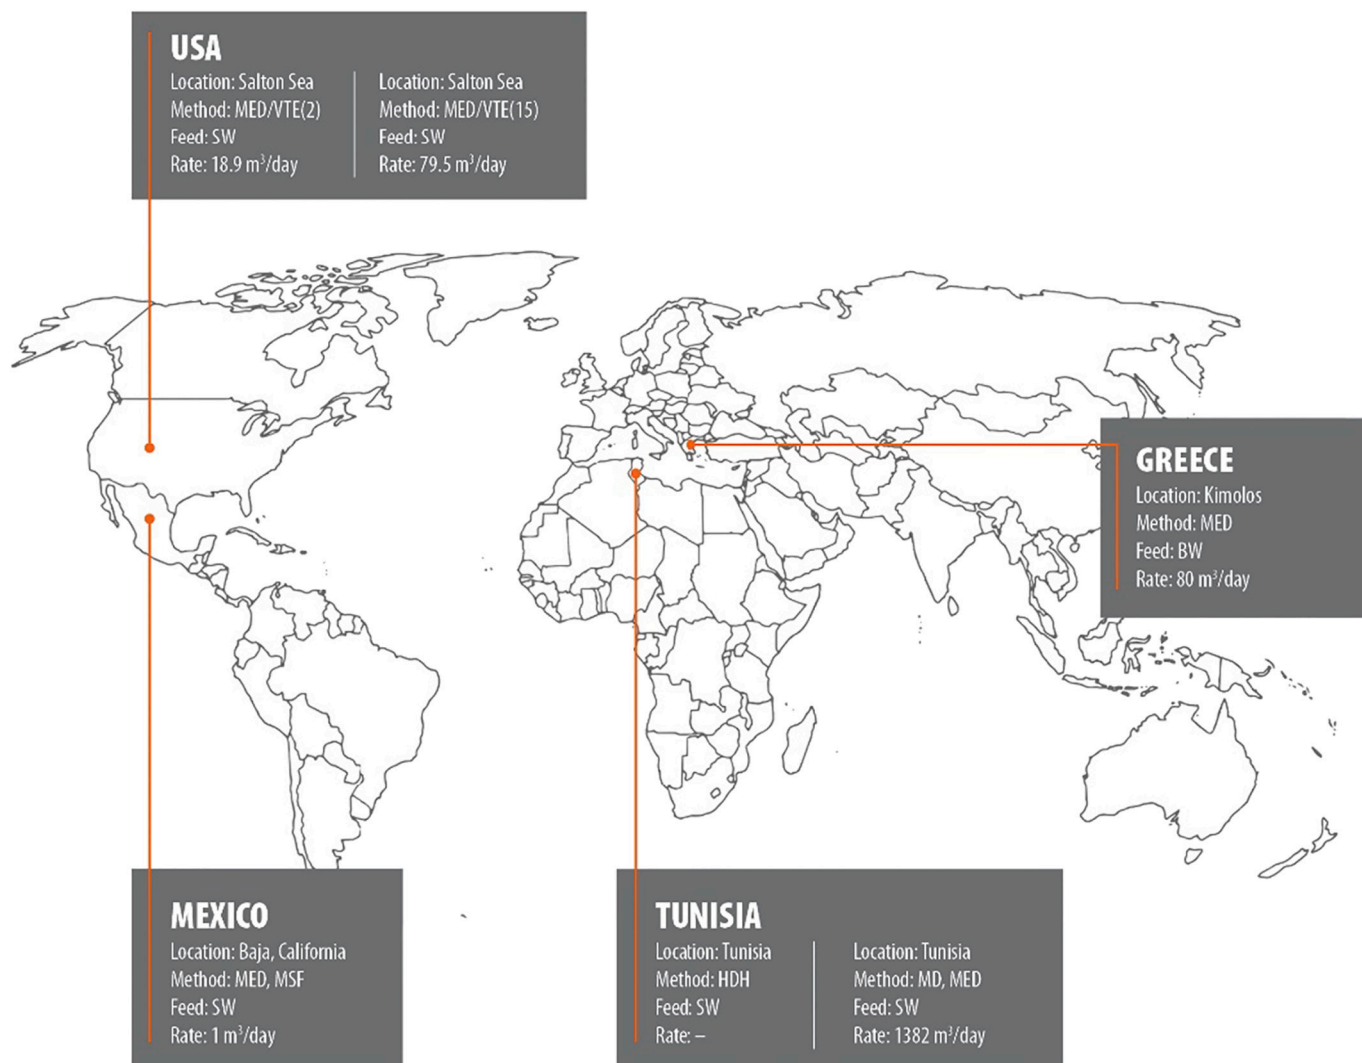 USA
Location: Salton Sea
Method: MED/VTE(2)
Feed: SW
Rate: 18.9 m³/day
Location: Salton Sea
Method: MED/VTE(15)
Feed: SW
Rate: 79.5 m³/day
GREECE
Location: Kimolos
Method: MED
Feed: BW
Rate: 80 m³/day
MEXICO
Location: Baja, California
Method: MED, MSF
Feed: SW
Rate: 1 m³/day
TUNISIA
Location: Tunisia
Method: HDH
Feed: SW
Rate: –
Location: Tunisia
Method: MD, MED
Feed: SW
Rate: 1382 m³/day